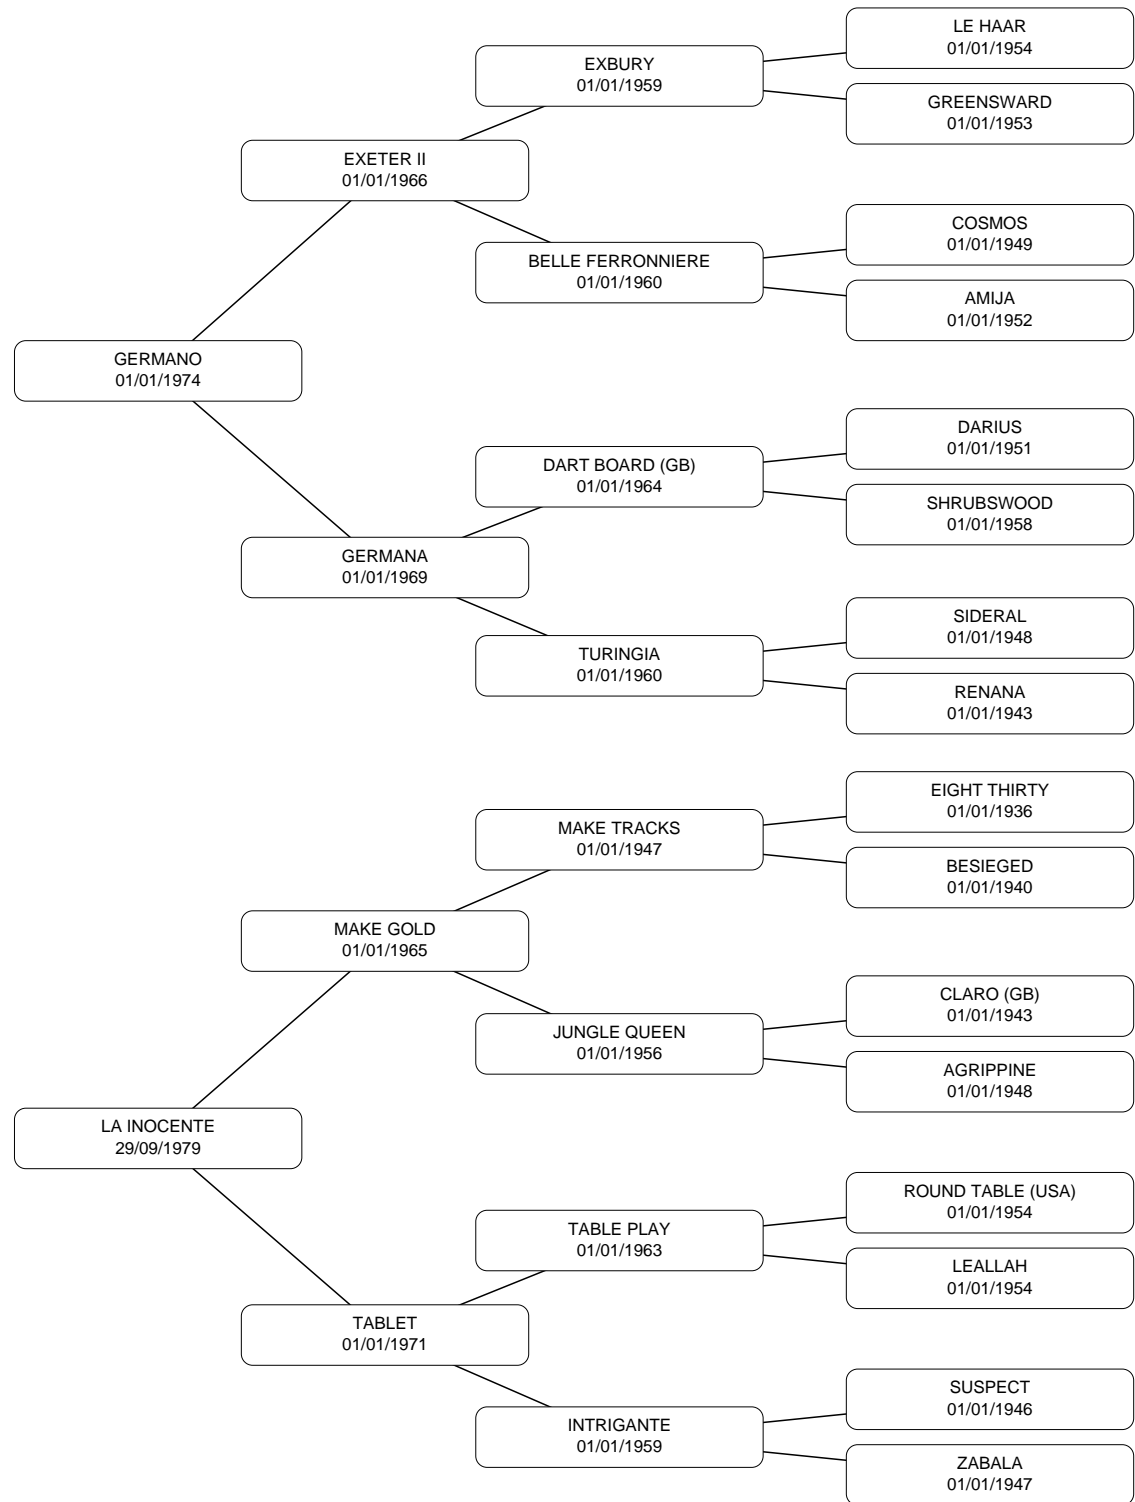 LE HAAR
01/01/1954
EXBURY
01/01/1959
GREENSWARD
01/01/1953
EXETER II
01/01/1966
COSMOS
01/01/1949
BELLE FERRONNIERE
01/01/1960
AMIJA
01/01/1952
GERMANO
01/01/1974
DARIUS
01/01/1951
DART BOARD (GB)
01/01/1964
SHRUBSWOOD
01/01/1958
GERMANA
01/01/1969
SIDERAL
01/01/1948
TURINGIA
01/01/1960
RENANA
01/01/1943
EIGHT THIRTY
01/01/1936
MAKE TRACKS
01/01/1947
BESIEGED
01/01/1940
MAKE GOLD
01/01/1965
CLARO (GB)
01/01/1943
JUNGLE QUEEN
01/01/1956
AGRIPPINE
01/01/1948
LA INOCENTE
29/09/1979
ROUND TABLE (USA)
01/01/1954
TABLE PLAY
01/01/1963
LEALLAH
01/01/1954
TABLET
01/01/1971
SUSPECT
01/01/1946
INTRIGANTE
01/01/1959
ZABALA
01/01/1947